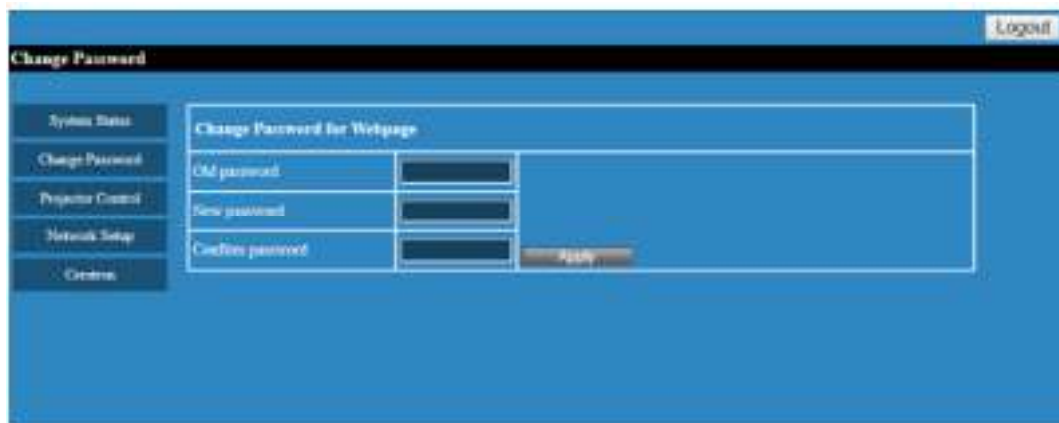 Logout
Change Password
System Status
Change Password
Projector Control
Network Setup
Crestron
Change Password for Webpage
Old password
New password
Confirm password
Apply